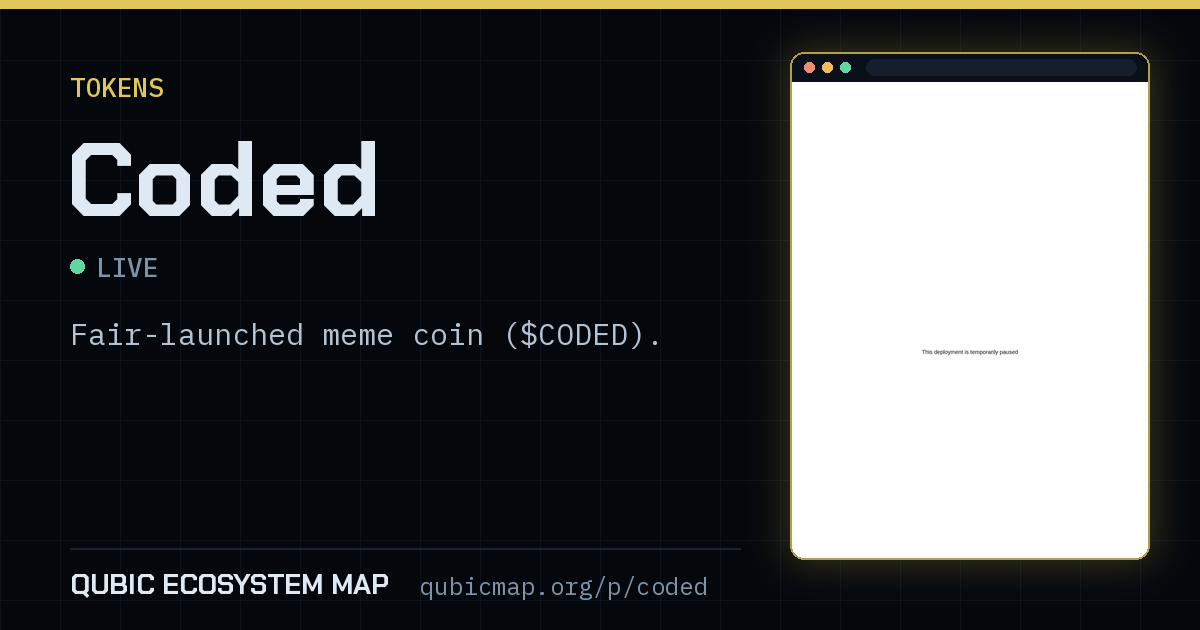 TOKENS
Coded
LIVE
Fair-launched meme coin ($CODED).
This deployment is temporarily paused
QUBIC ECOSYSTEM MAP qubicmap.org/p/coded